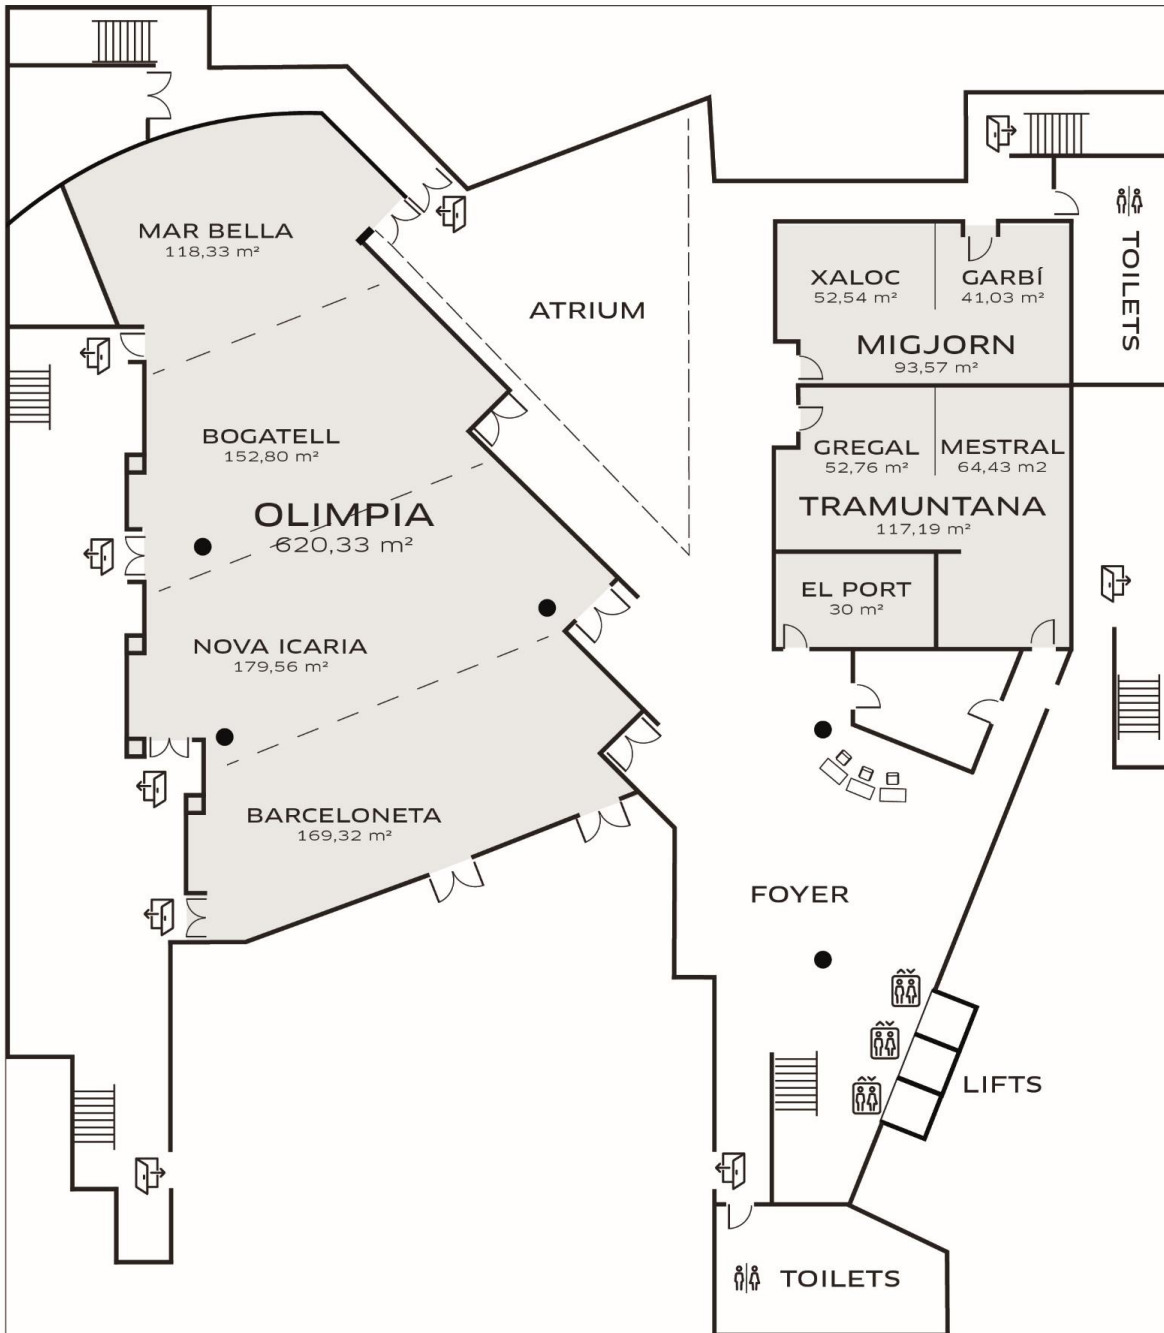 MAR BELLA
118,33 m²
ATRIUM
XALOC
52,54 m²
GARBÍ
41,03 m²
MIGJORN
93,57 m²
TOILETS
BOGATELL
152,80 m²
OLIMPIA
620,33 m²
GREGAL
52,76 m²
MESTRAL
64,43 m2
TRAMUNTANA
117,19 m²
EL PORT
30 m²
NOVA ICARIA
179,56 m²
BARCELONETA
169,32 m²
FOYER
LIFTS
TOILETS